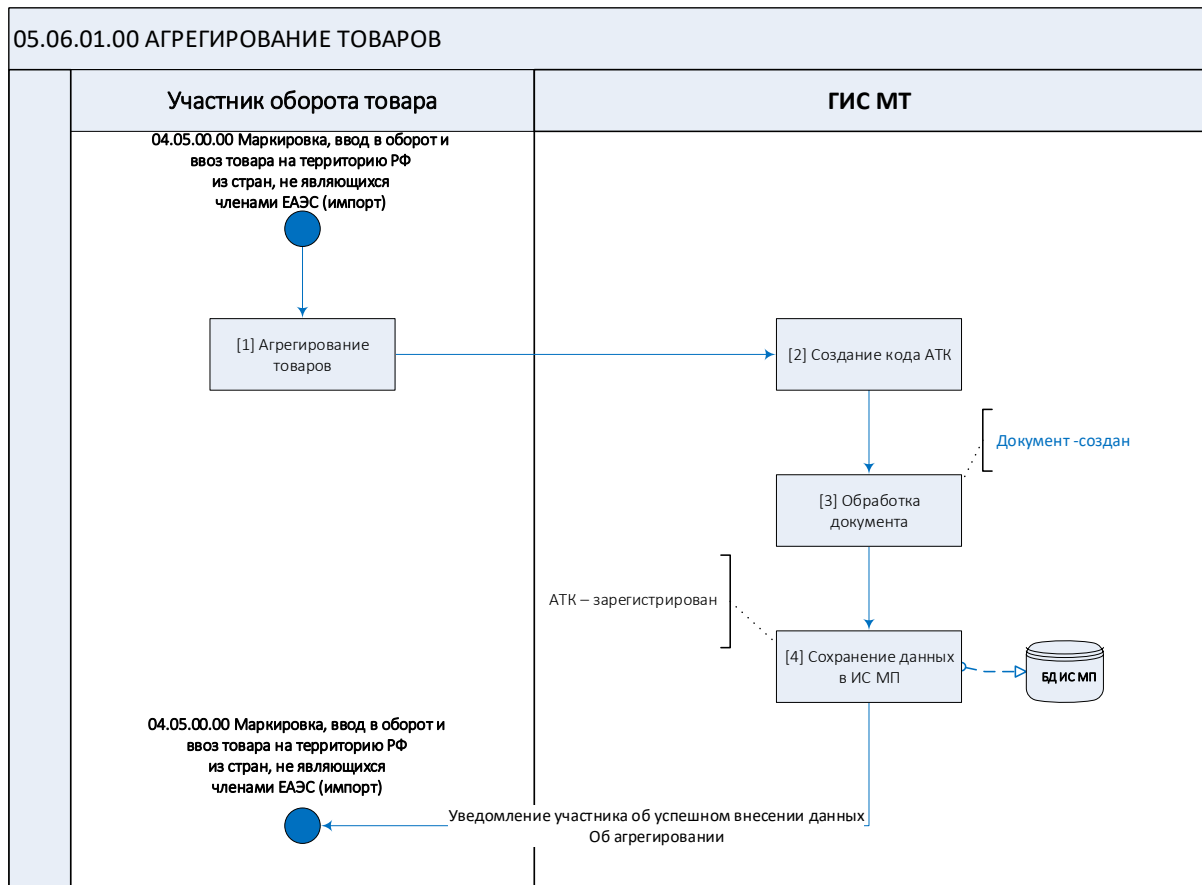 05.06.01.00 АГРЕГИРОВАНИЕ ТОВАРОВ
Участник оборота товара
ГИС МТ
04.05.00.00 Маркировка, ввод в оборот и
ввоз товара на территорию РФ
из стран, не являющихся
членами ЕАЭС (импорт)
[1] Агрегирование
товаров
[2] Создание кода АТК
Документ -создан
[3] Обработка
документа
АТК – зарегистрирован
[4] Сохранение данных
в ИС МП
БД ИС МП
04.05.00.00 Маркировка, ввод в оборот и
ввоз товара на территорию РФ
из стран, не являющихся
членами ЕАЭС (импорт)
Уведомление участника об успешном внесении данных
Об агрегировании